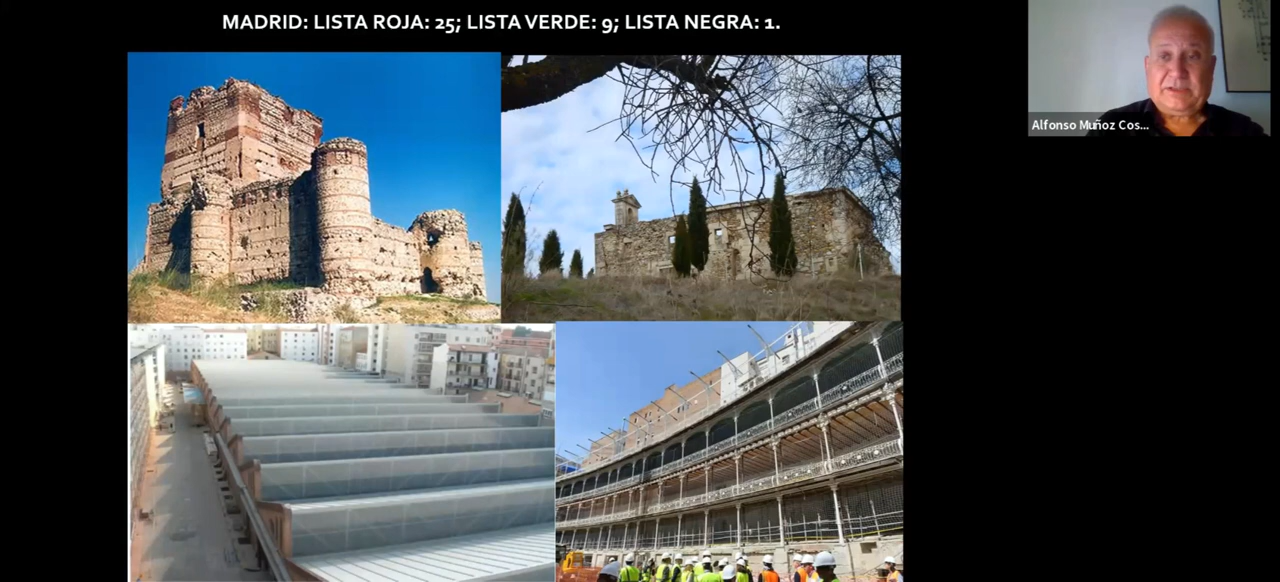 MADRID: LISTA ROJA: 25; LISTA VERDE: 9; LISTA NEGRA: 1.
Alfonso Muñoz Cos...